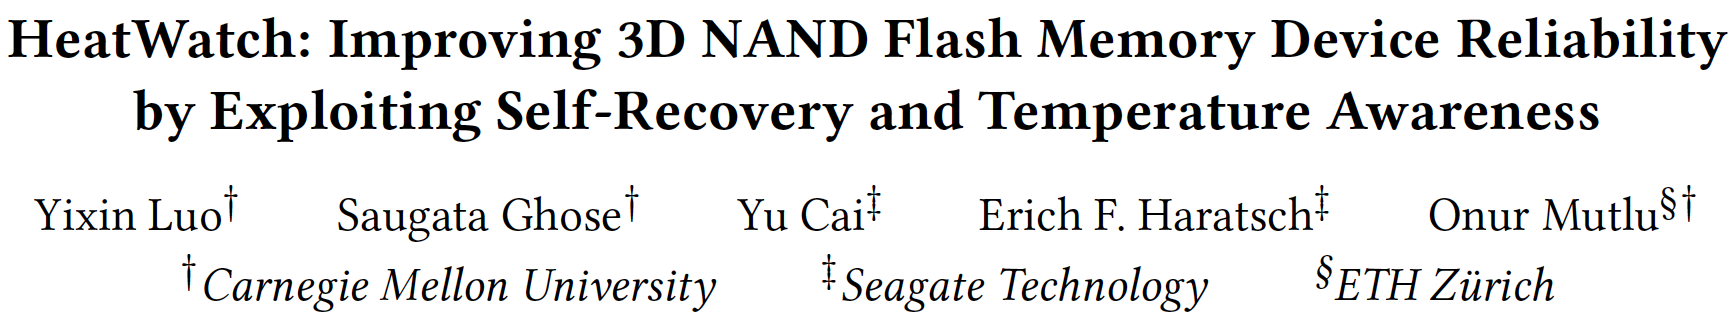 HeatWatch: Improving 3D NAND Flash Memory Device Reliability
by Exploiting Self-Recovery and Temperature Awareness
Yixin Luo† Saugata Ghose† Yu Cai‡ Erich F. Haratsch‡ Onur Mutlu§†
†Carnegie Mellon University ‡Seagate Technology §ETH Zürich